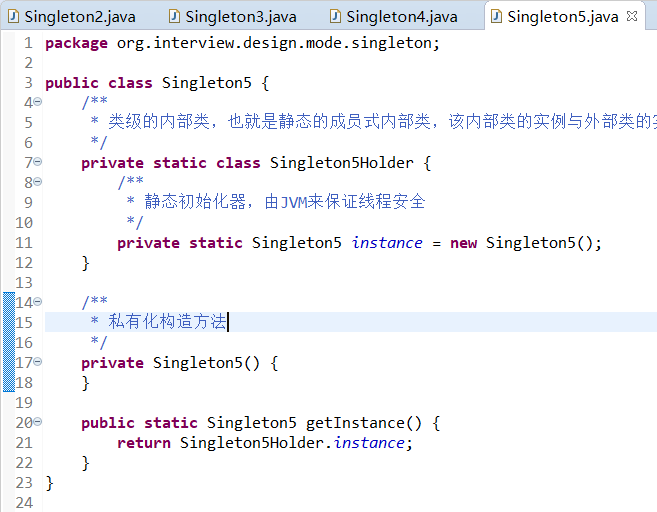 Singleton2.java Singleton3.java Singleton4.java Singleton5.java
1 package org.interview.design.mode.singleton;
2
3 public class Singleton5 {
4 /**
5 * 类级的内部类，也就是静态的成员式内部类，该内部类的实例与外部类的
6 */
7 private static class Singleton5Holder {
8 /**
9 * 静态初始化器，由JVM来保证线程安全
10 */
11 private static Singleton5 instance = new Singleton5();
12 }
13
14 /**
15 * 私有化构造方法
16 */
17 private Singleton5() {
18 }
19
20 public static Singleton5 getInstance() {
21 return Singleton5Holder.instance;
22 }
23 }
24